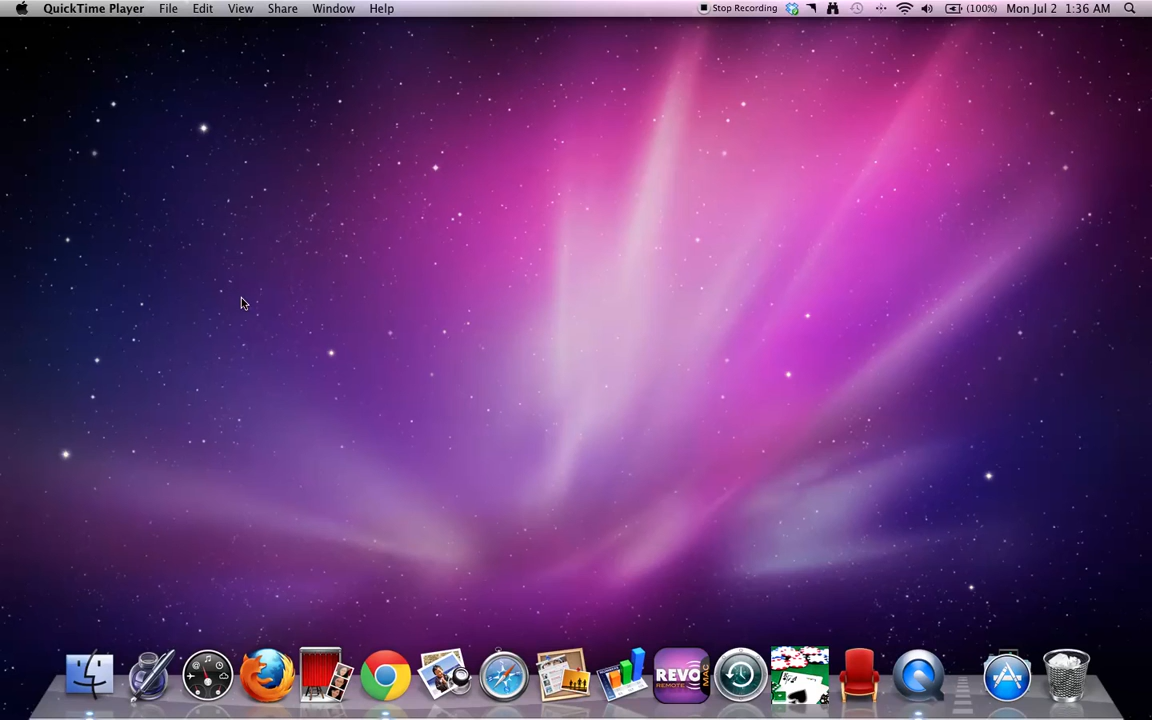 QuickTime Player File Edit View Share Window Help Stop Recording (100%) Mon Jul 2 1:36 AM
REVO
REMOTE
MAC